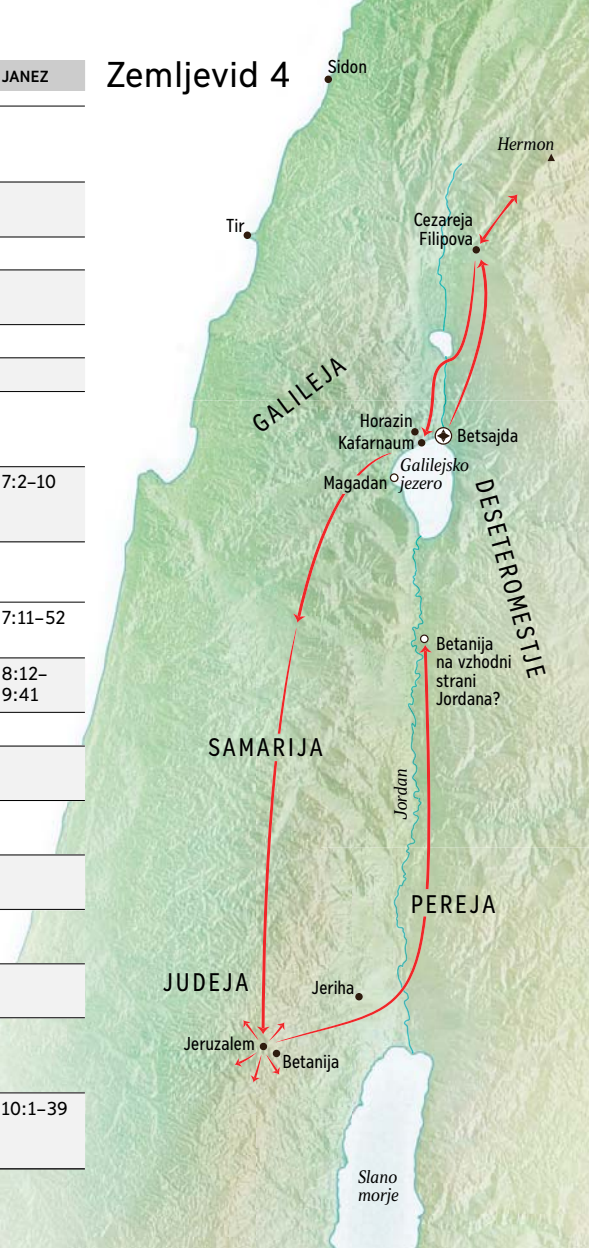 JANEZ
7:2–10
7:11–52
8:12–
9:41
10:1–39
Zemljevid 4
Sidon
Hermon
Tir
Cezareja
Filipova
GALILEJA
Horazin
Kafarnaum
Betsajda
Galilejsko
jezero
Magadan
DESETEROMESTJE
Betanija
na vzhodni
strani
Jordana?
SAMARIJA
Jordan
PEREJA
JUDEJA
Jeriha
Jeruzalem
Betanija
Slano
morje